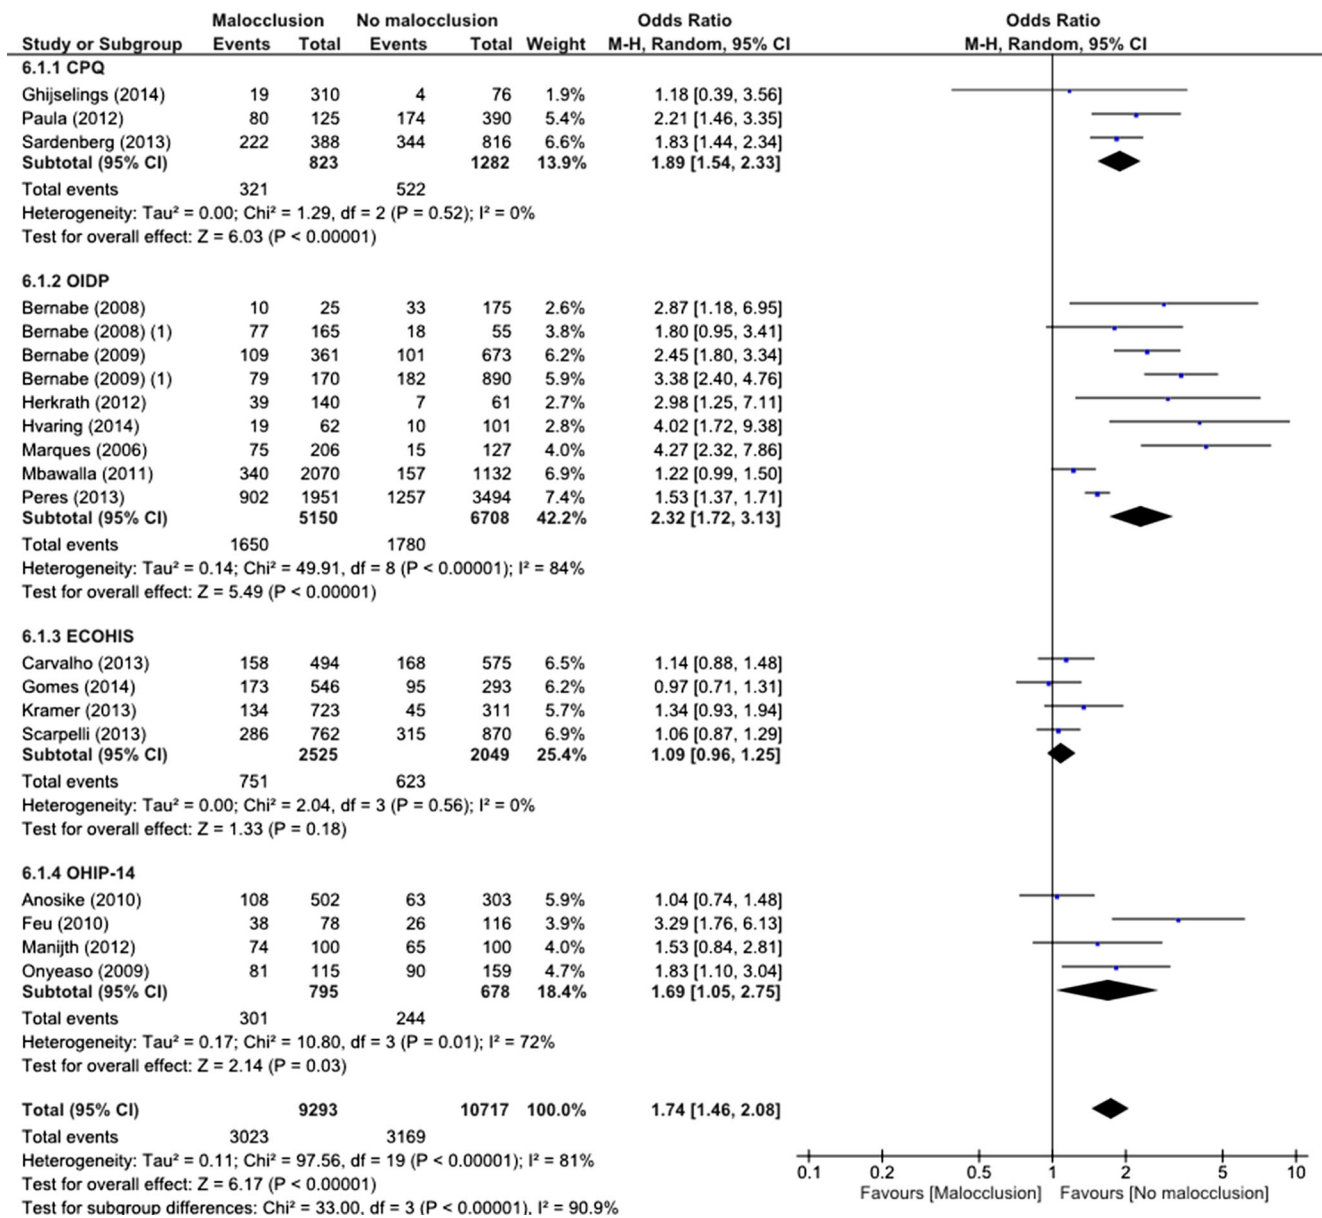 Malocclusion No malocclusion Odds Ratio Odds Ratio
Study or Subgroup Events Total Events Total Weight M-H, Random, 95% CI M-H, Random, 95% CI
6.1.1 CPQ
Ghijselings (2014) 19 310 4 76 1.9% 1.18 [0.39, 3.56]
Paula (2012) 80 125 174 390 5.4% 2.21 [1.46, 3.35]
Sardenberg (2013) 222 388 344 816 6.6% 1.83 [1.44, 2.34]
Subtotal (95% CI) 823 1282 13.9% 1.89 [1.54, 2.33]
Total events 321 522
Heterogeneity: Tau² = 0.00; Chi² = 1.29, df = 2 (P = 0.52); I² = 0%
Test for overall effect: Z = 6.03 (P < 0.00001)
6.1.2 OIDP
Bernabe (2008) 10 25 33 175 2.6% 2.87 [1.18, 6.95]
Bernabe (2008) (1) 77 165 18 55 3.8% 1.80 [0.95, 3.41]
Bernabe (2009) 109 361 101 673 6.2% 2.45 [1.80, 3.34]
Bernabe (2009) (1) 79 170 182 890 5.9% 3.38 [2.40, 4.76]
Herkrath (2012) 39 140 7 61 2.7% 2.98 [1.25, 7.11]
Hvaring (2014) 19 62 10 101 2.8% 4.02 [1.72, 9.38]
Marques (2006) 75 206 15 127 4.0% 4.27 [2.32, 7.86]
Mbawalla (2011) 340 2070 157 1132 6.9% 1.22 [0.99, 1.50]
Peres (2013) 902 1951 1257 3494 7.4% 1.53 [1.37, 1.71]
Subtotal (95% CI) 5150 6708 42.2% 2.32 [1.72, 3.13]
Total events 1650 1780
Heterogeneity: Tau² = 0.14; Chi² = 49.91, df = 8 (P < 0.00001); I² = 84%
Test for overall effect: Z = 5.49 (P < 0.00001)
6.1.3 ECOHIS
Carvalho (2013) 158 494 168 575 6.5% 1.14 [0.88, 1.48]
Gomes (2014) 173 546 95 293 6.2% 0.97 [0.71, 1.31]
Kramer (2013) 134 723 45 311 5.7% 1.34 [0.93, 1.94]
Scarpelli (2013) 286 762 315 870 6.9% 1.06 [0.87, 1.29]
Subtotal (95% CI) 2525 2049 25.4% 1.09 [0.96, 1.25]
Total events 751 623
Heterogeneity: Tau² = 0.00; Chi² = 2.04, df = 3 (P = 0.56); I² = 0%
Test for overall effect: Z = 1.33 (P = 0.18)
6.1.4 OHIP-14
Anosike (2010) 108 502 63 303 5.9% 1.04 [0.74, 1.48]
Feu (2010) 38 78 26 116 3.9% 3.29 [1.76, 6.13]
Manijth (2012) 74 100 65 100 4.0% 1.53 [0.84, 2.81]
Onyeaso (2009) 81 115 90 159 4.7% 1.83 [1.10, 3.04]
Subtotal (95% CI) 795 678 18.4% 1.69 [1.05, 2.75]
Total events 301 244
Heterogeneity: Tau² = 0.17; Chi² = 10.80, df = 3 (P = 0.01); I² = 72%
Test for overall effect: Z = 2.14 (P = 0.03)
Total (95% CI) 9293 10717 100.0% 1.74 [1.46, 2.08]
Total events 3023 3169
Heterogeneity: Tau² = 0.11; Chi² = 97.56, df = 19 (P < 0.00001); I² = 81%
Test for overall effect: Z = 6.17 (P < 0.00001)
Test for subgroup differences: Chi² = 33.00, df = 3 (P < 0.00001), I² = 90.9%
0.1 0.2 0.5 1 2 5 10
Favours [Malocclusion] Favours [No malocclusion]